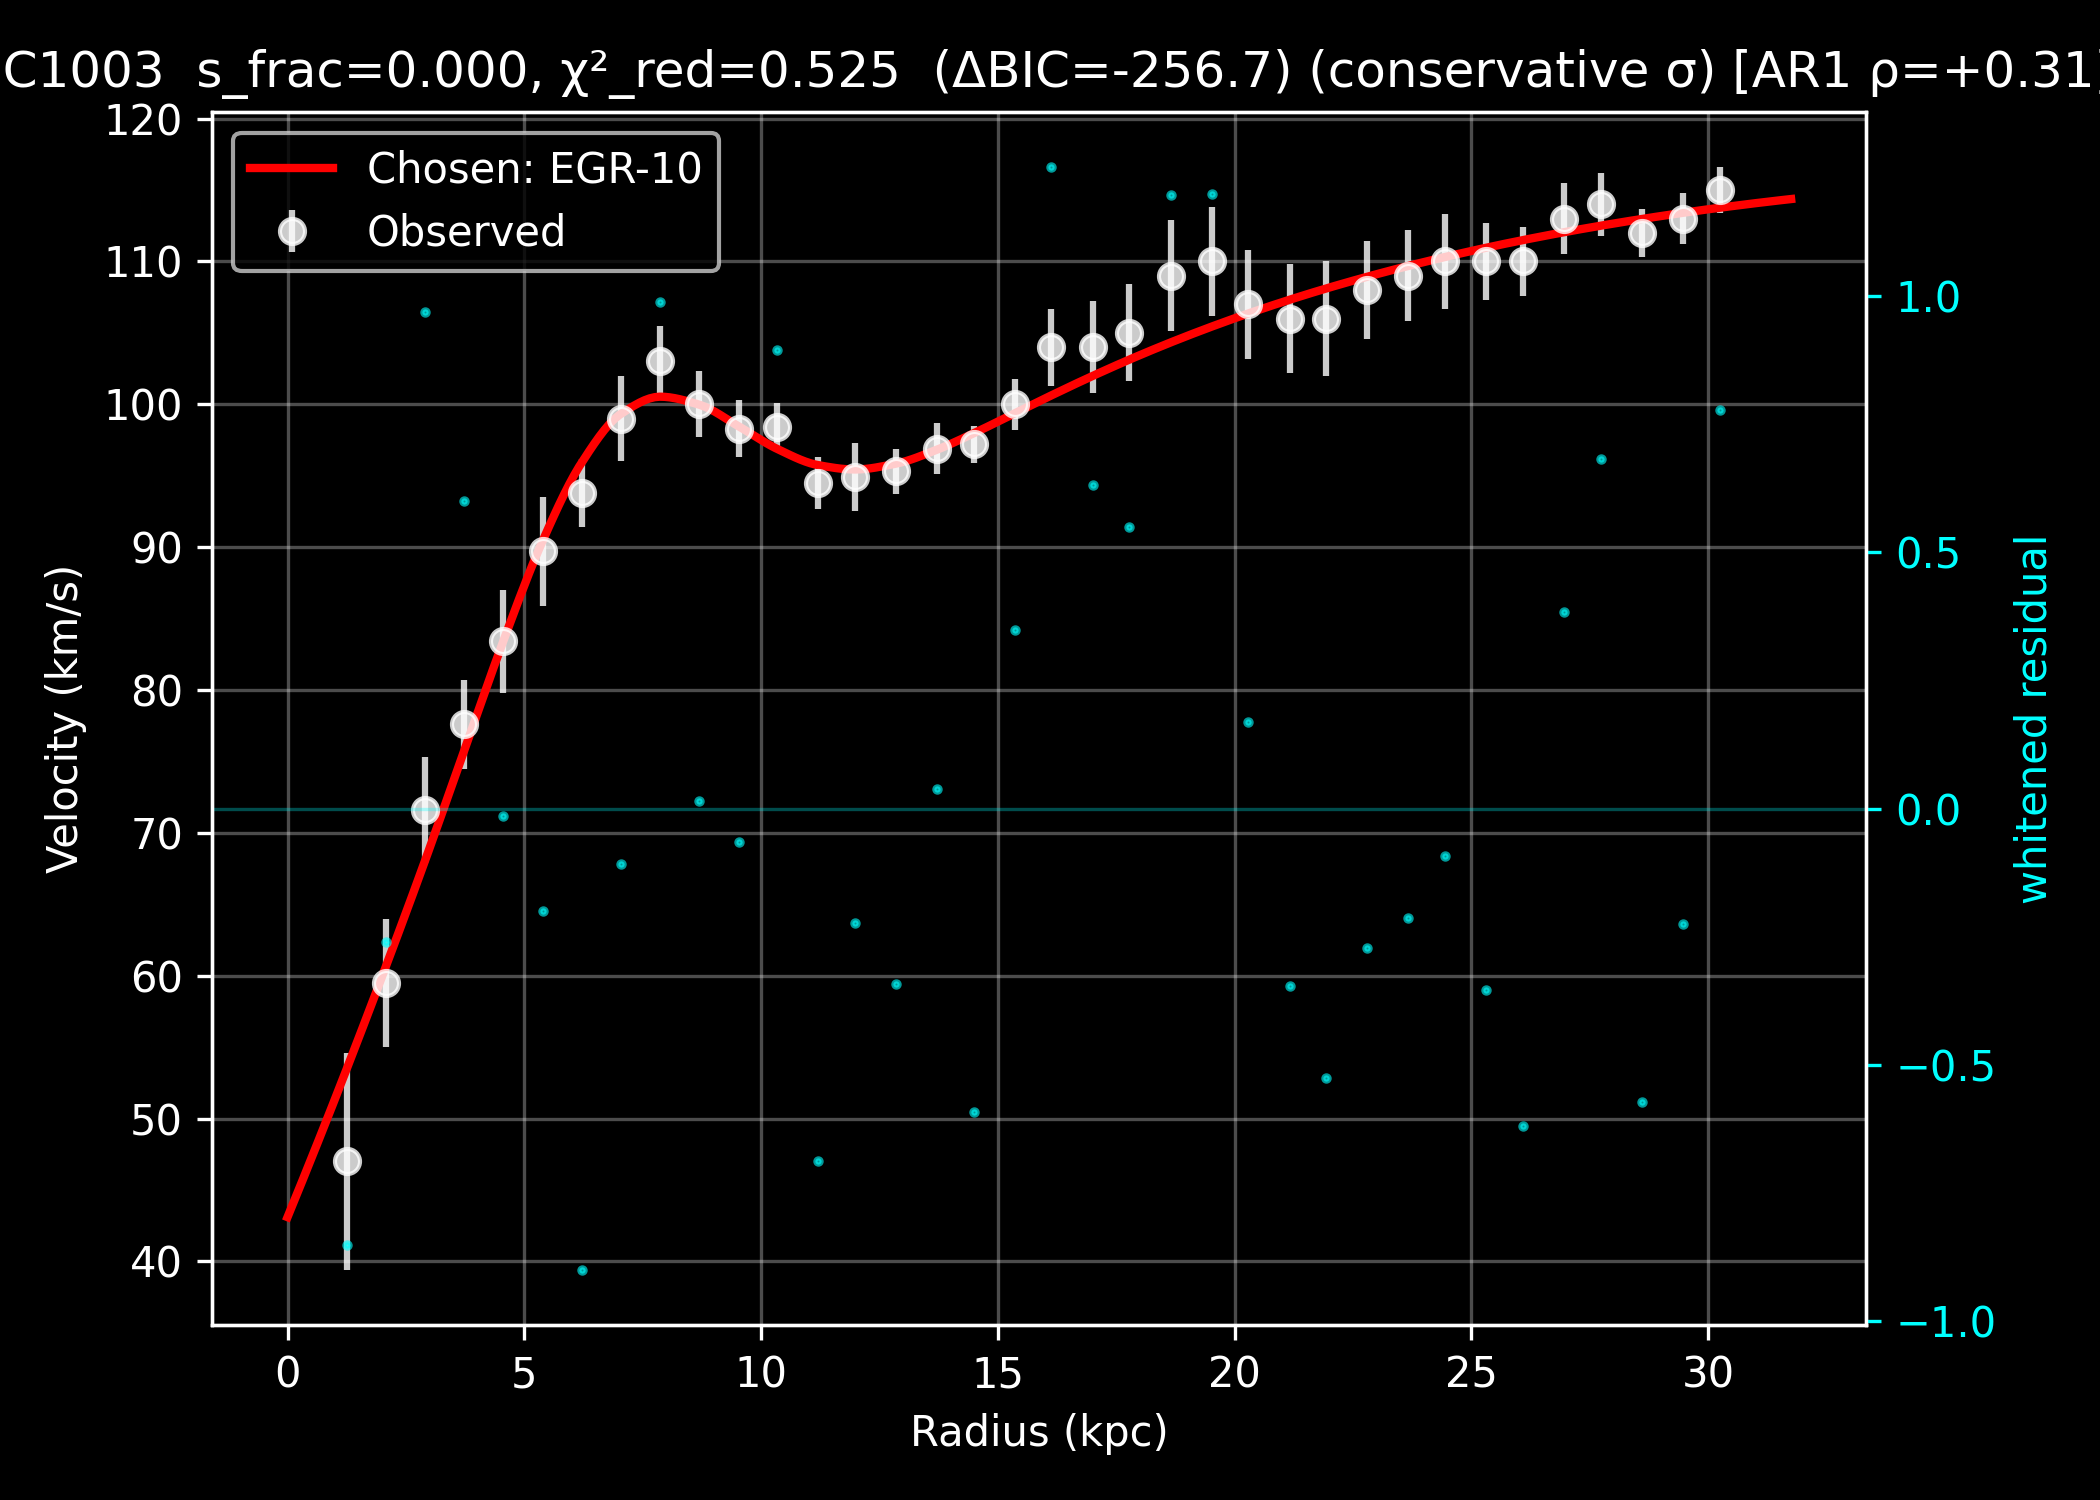 C1003 s_frac=0.000, χ²_red=0.525 (ΔBIC=-256.7) (conservative σ) [AR1 ρ=+0.31]
Chosen: EGR-10
Observed
120
110
100
90
80
70
60
50
40
Velocity (km/s)
1.0
0.5
0.0
−0.5
−1.0
whitened residual
0 5 10 15 20 25 30
Radius (kpc)